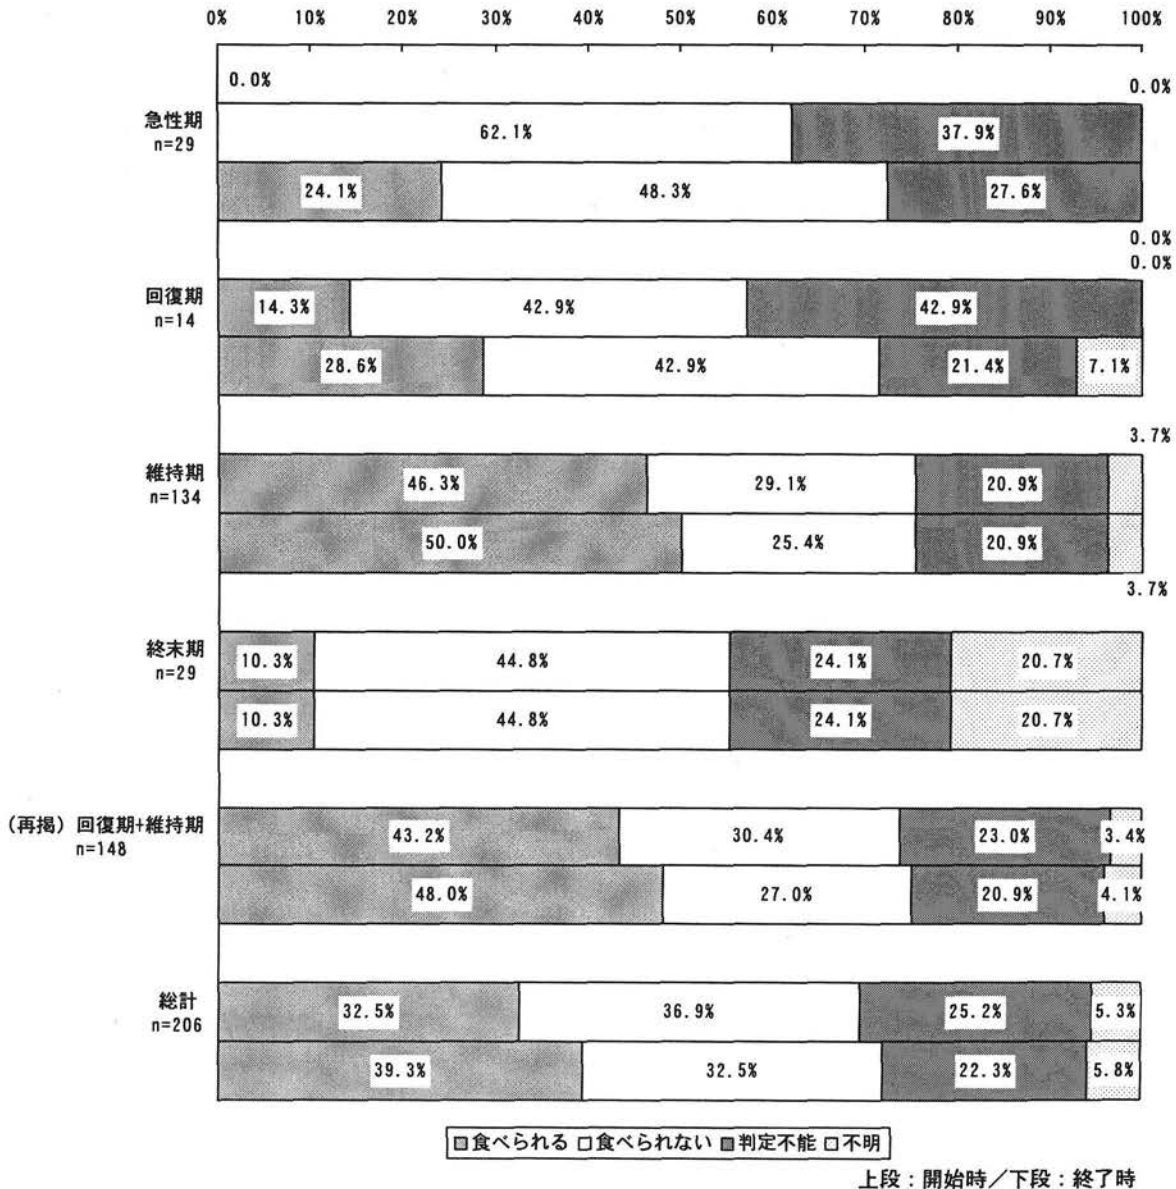 0% 10% 20% 30% 40% 50% 60% 70% 80% 90% 100%
0.0% 0.0%
急性期
n=29
62.1% 37.9%
24.1% 48.3% 27.6%
0.0%
0.0%
回復期
n=14
14.3% 42.9% 42.9%
28.6% 42.9% 21.4% 7.1%
3.7%
維持期
n=134
46.3% 29.1% 20.9%
50.0% 25.4% 20.9%
3.7%
終末期
n=29
10.3% 44.8% 24.1% 20.7%
10.3% 44.8% 24.1% 20.7%
(再掲) 回復期+維持期
n=148
43.2% 30.4% 23.0% 3.4%
48.0% 27.0% 20.9% 4.1%
総計
n=206
32.5% 36.9% 25.2% 5.3%
39.3% 32.5% 22.3% 5.8%
食べられる 食べられない 判定不能 不明
上段:開始時/下段:終了時